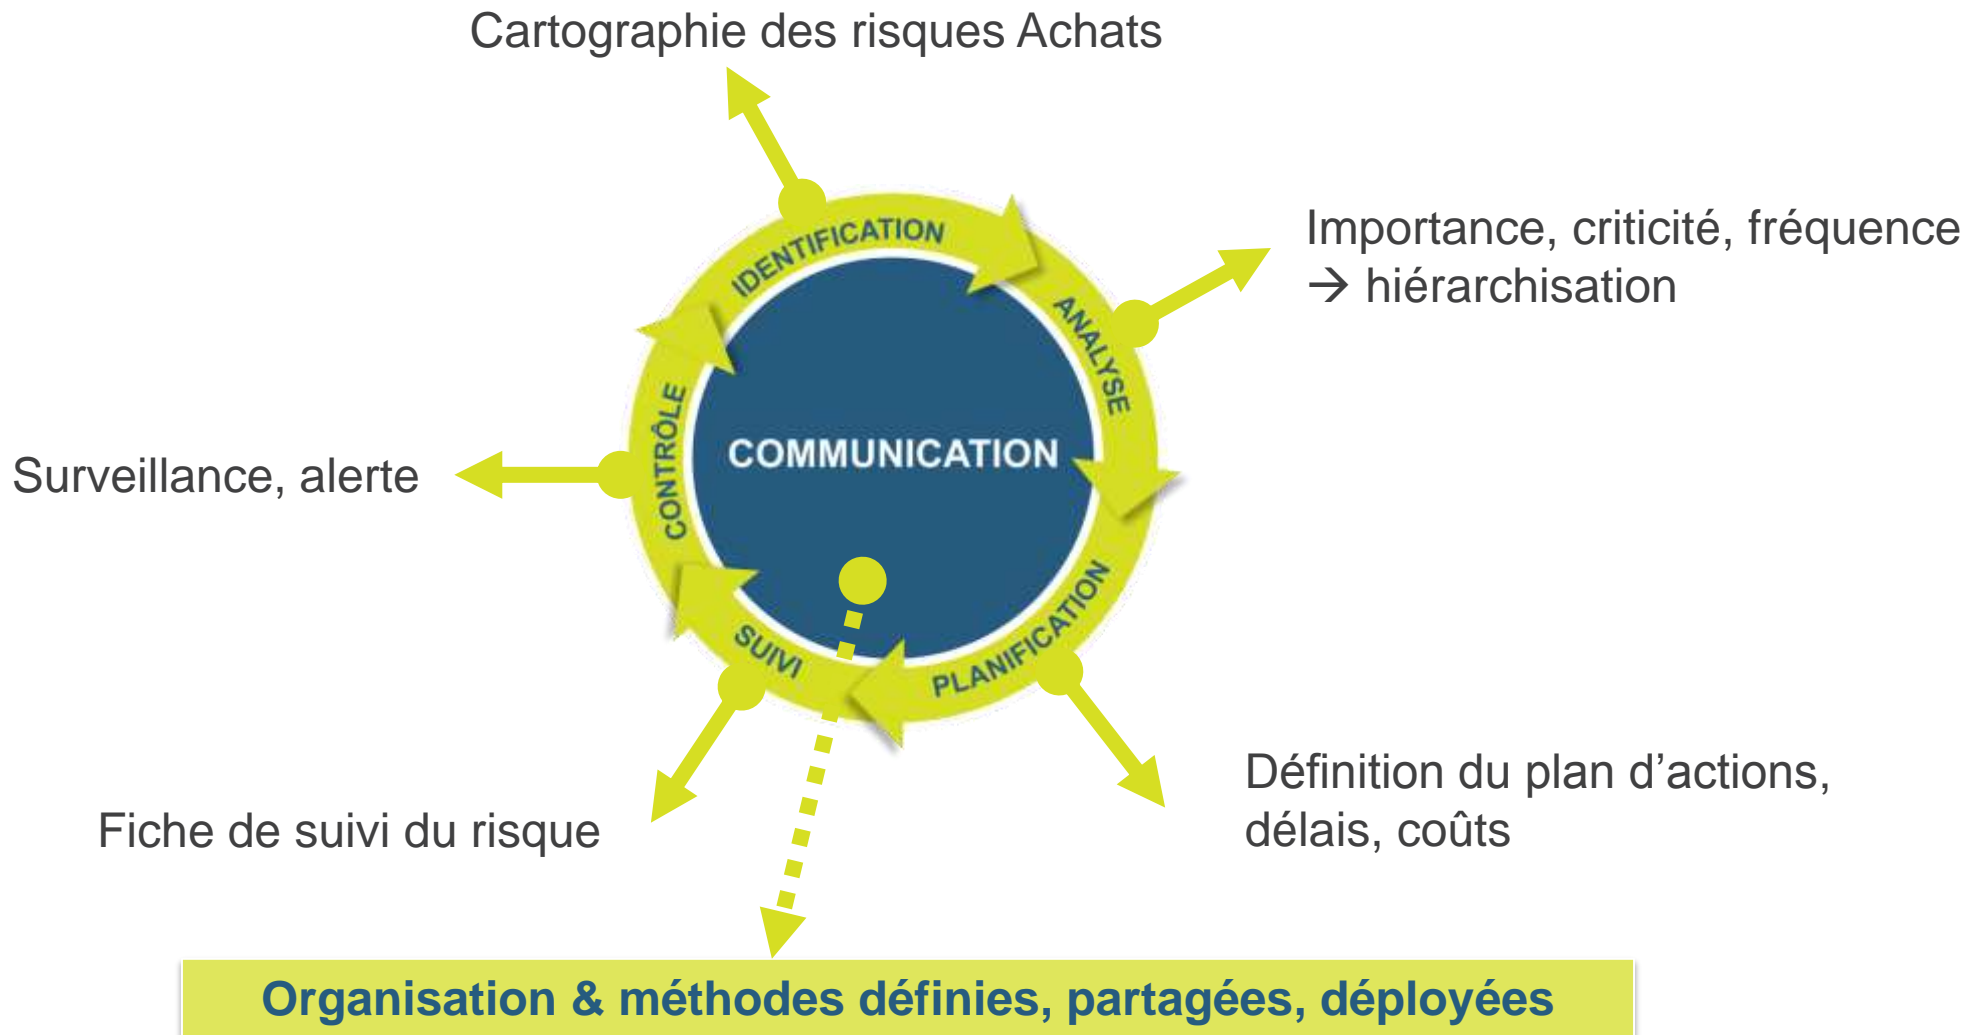 Cartographie des risques Achats
IDENTIFICATION
Importance, criticité, fréquence
→ hiérarchisation
ANALYSE
CONTRÔLE
COMMUNICATION
Surveillance, alerte
PLANIFICATION
SUIVI
Définition du plan d’actions,
délais, coûts
Fiche de suivi du risque
Organisation & méthodes définies, partagées, déployées